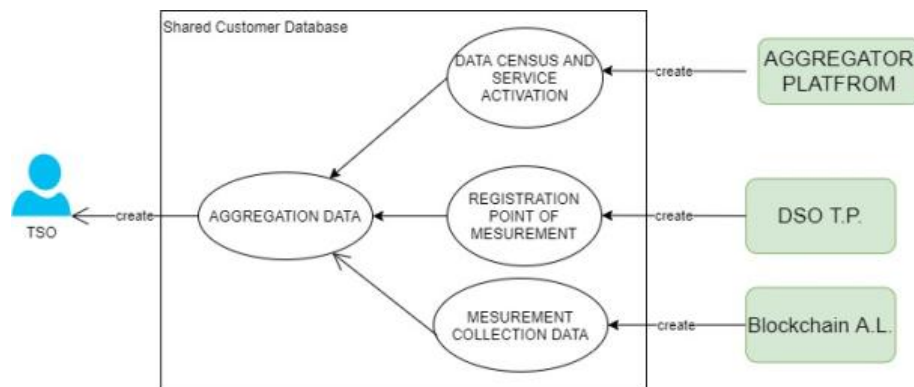 Shared Customer Database
DATA CENSUS AND
SERVICE
ACTIVATION
create
AGGREGATOR
PLATFROM
TSO
create
AGGREGATION DATA
REGISTRATION
POINT OF
MESUREMENT
create
DSO T.P.
MESUREMENT
COLLECTION DATA
create
Blockchain A.L.